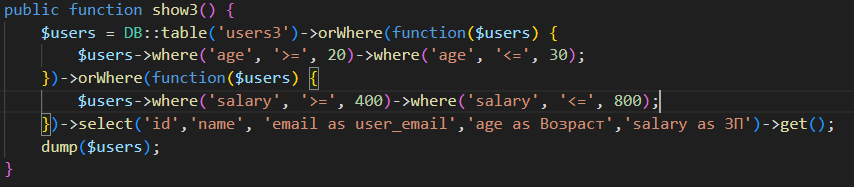 public function show3() {
$users = DB::table('users3')->orWhere(function($users) {
$users->where('age', '>=', 20)->where('age', '<=', 30);
})->orWhere(function($users) {
$users->where('salary', '>=', 400)->where('salary', '<=', 800);
})->select('id','name', 'email as user_email','age as Возраст','salary as ЗП')->get();
dump($users);
}